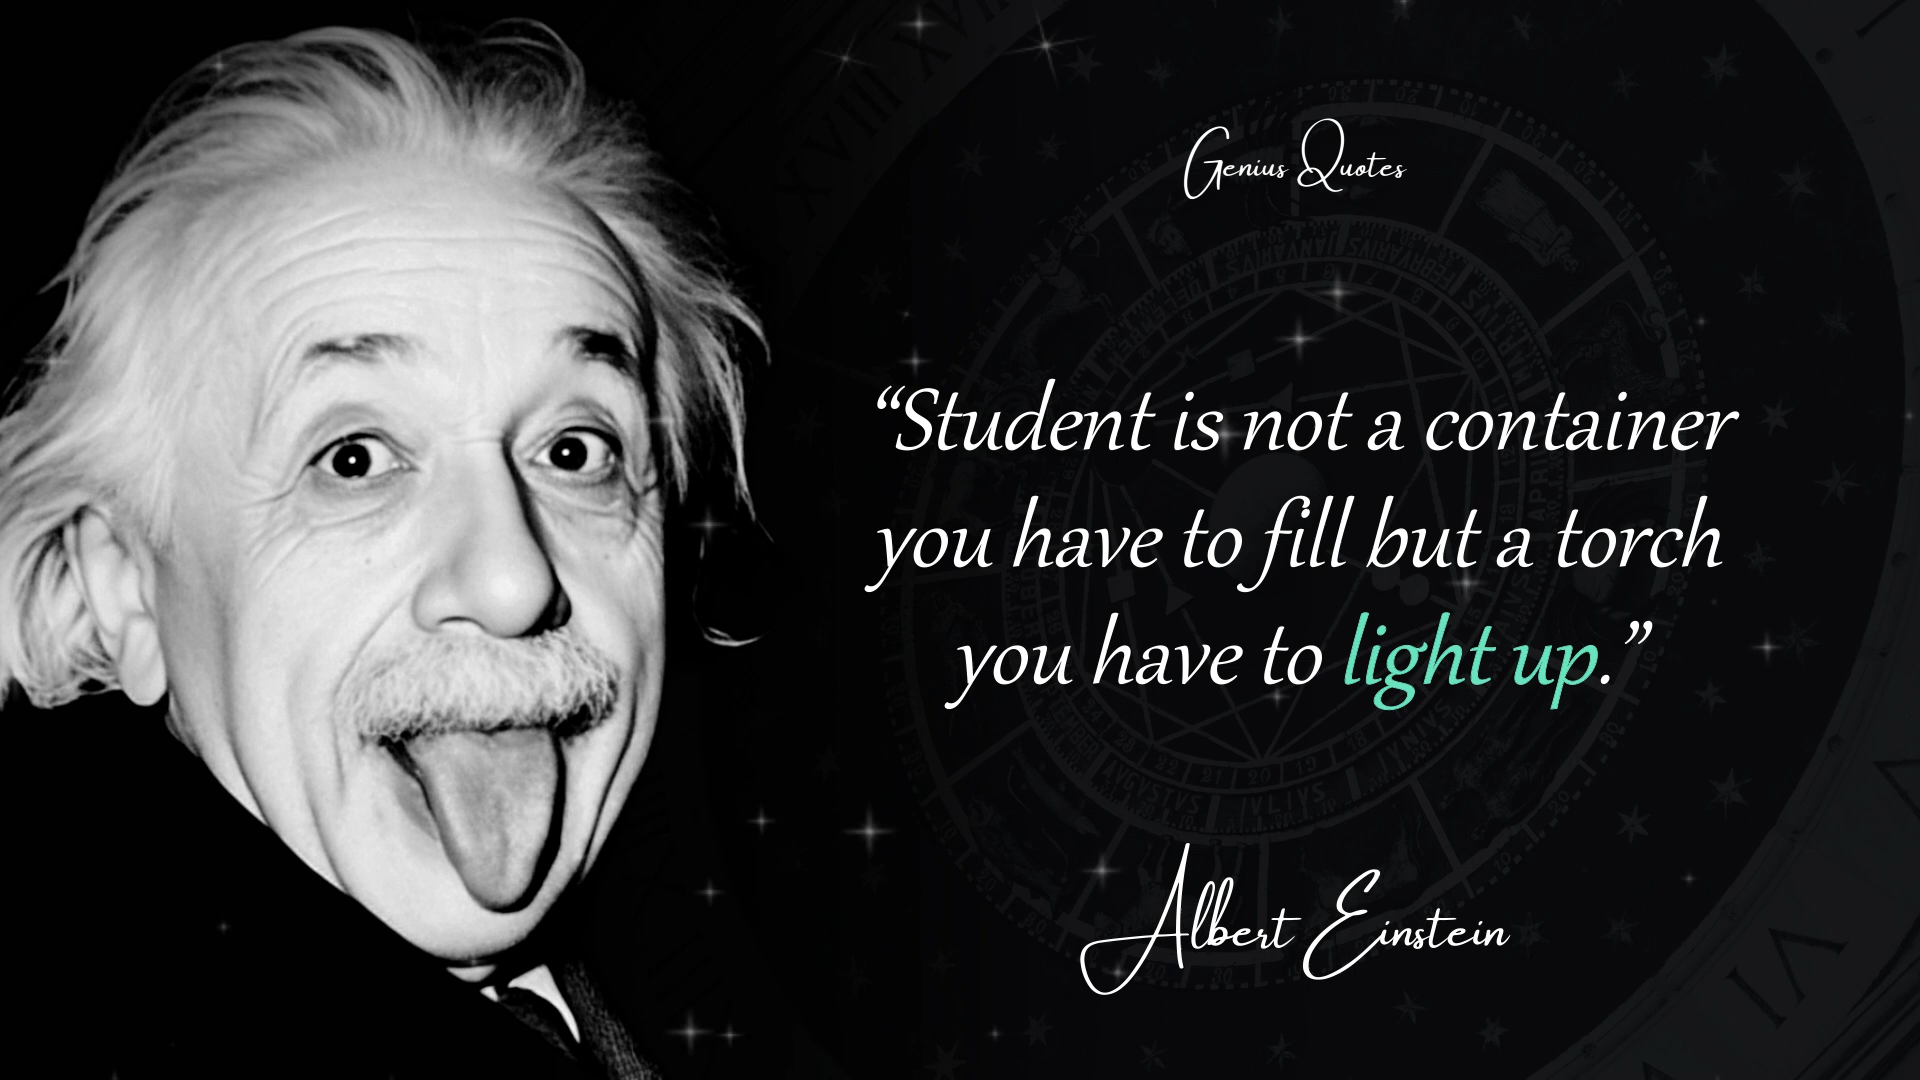 Genius Quotes
“Student is not a container
you have to fill but a torch
you have to light up.”
Albert Einstein